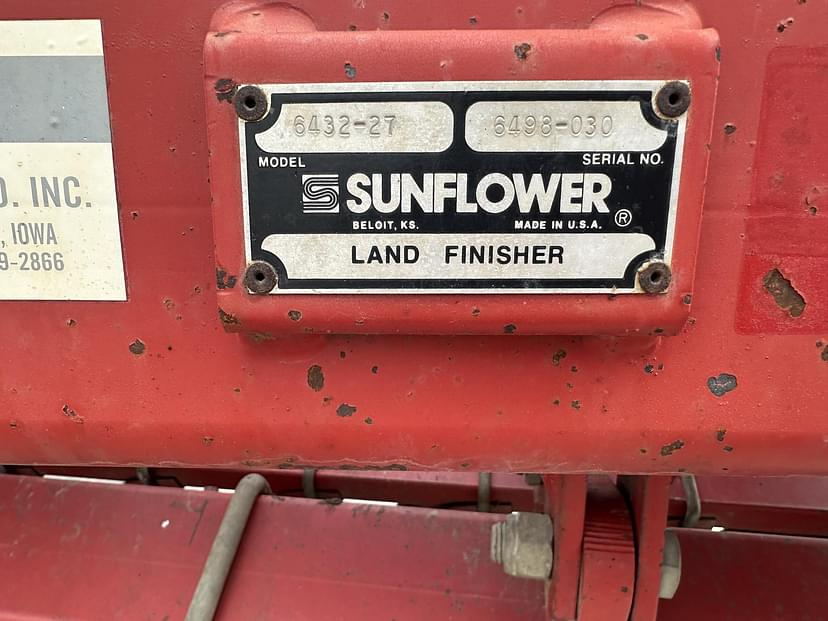 O. INC.
, IOWA
9-2866
6432-27
6498-030
MODEL
SERIAL NO.
SUNFLOWER
®
BELOIT, KS.
MADE IN U.S.A.
LAND FINISHER